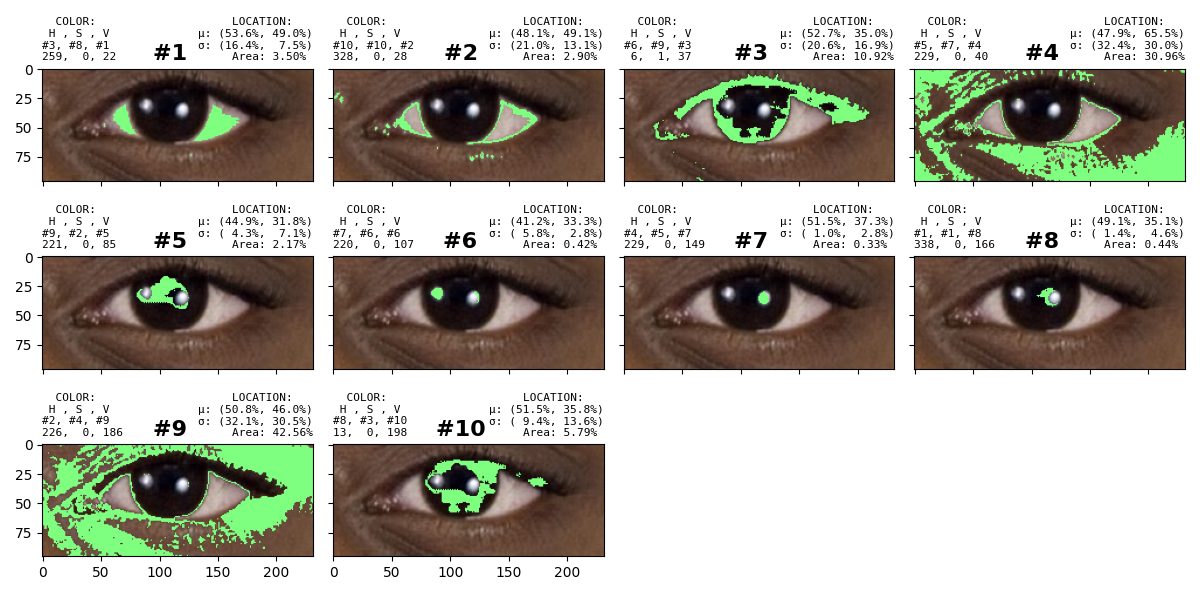 COLOR: LOCATION:
H , S , V μ: (53.6%, 49.0%)
#3, #8, #1 #1 σ: (16.4%, 7.5%)
259, 0, 22 Area: 3.50%
COLOR: LOCATION:
H , S , V μ: (48.1%, 49.1%)
#10, #10, #2 #2 σ: (21.0%, 13.1%)
328, 0, 28 Area: 2.90%
COLOR: LOCATION:
H , S , V μ: (52.7%, 35.0%)
#6, #9, #3 #3 σ: (20.6%, 16.9%)
6, 1, 37 Area: 10.92%
COLOR: LOCATION:
H , S , V μ: (47.9%, 65.5%)
#5, #7, #4 #4 σ: (32.4%, 30.0%)
229, 0, 40 Area: 30.96%
0
25
50
75
COLOR: LOCATION:
H , S , V μ: (44.9%, 31.8%)
#9, #2, #5 #5 σ: ( 4.3%, 7.1%)
221, 0, 85 Area: 2.17%
COLOR: LOCATION:
H , S , V μ: (41.2%, 33.3%)
#7, #6, #6 #6 σ: ( 5.8%, 2.8%)
220, 0, 107 Area: 0.42%
COLOR: LOCATION:
H , S , V μ: (51.5%, 37.3%)
#4, #5, #7 #7 σ: ( 1.0%, 2.8%)
229, 0, 149 Area: 0.33%
COLOR: LOCATION:
H , S , V μ: (49.1%, 35.1%)
#1, #1, #8 #8 σ: ( 1.4%, 4.6%)
338, 0, 166 Area: 0.44%
0
25
50
75
COLOR: LOCATION:
H , S , V μ: (50.8%, 46.0%)
#2, #4, #9 #9 σ: (32.1%, 30.5%)
226, 0, 186 Area: 42.56%
COLOR: LOCATION:
H , S , V μ: (51.5%, 35.8%)
#8, #3, #10 #10 σ: ( 9.4%, 13.6%)
13, 0, 198 Area: 5.79%
0
25
50
75
0 50 100 150 200
0 50 100 150 200